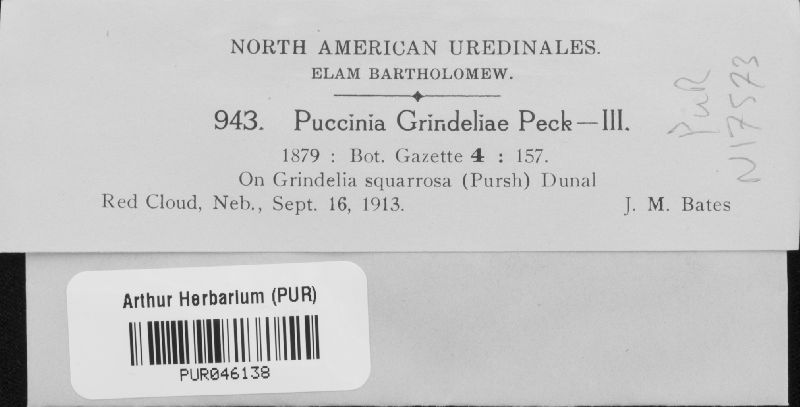 NORTH AMERICAN UREDINALES.
ELAM BARTHOLOMEW.
943. Puccinia Grindeliae Peck—III.
1879 : Bot. Gazette 4 : 157.
On Grindelia squarrosa (Pursh) Dunal
Red Cloud, Neb., Sept. 16, 1913. J. M. Bates
PUR
N17573
Arthur Herbarium (PUR)
PUR046138